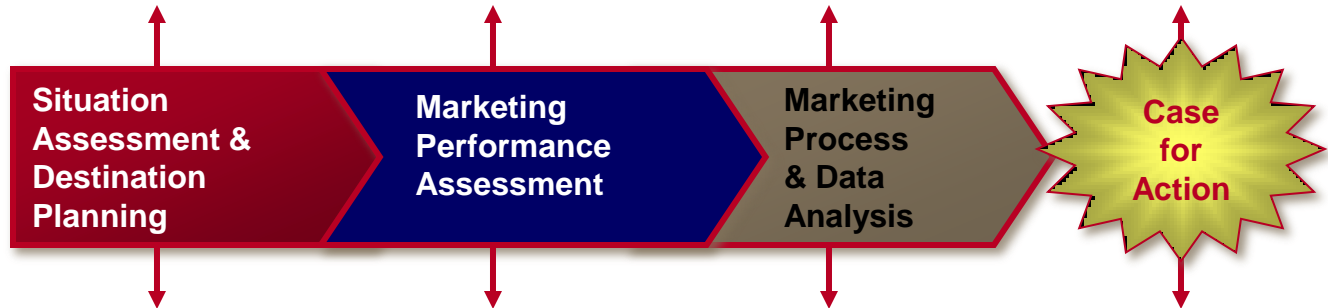 Situation
Assessment &
Destination
Planning
Marketing
Performance
Assessment
Marketing
Process
& Data
Analysis
Case
for
Action